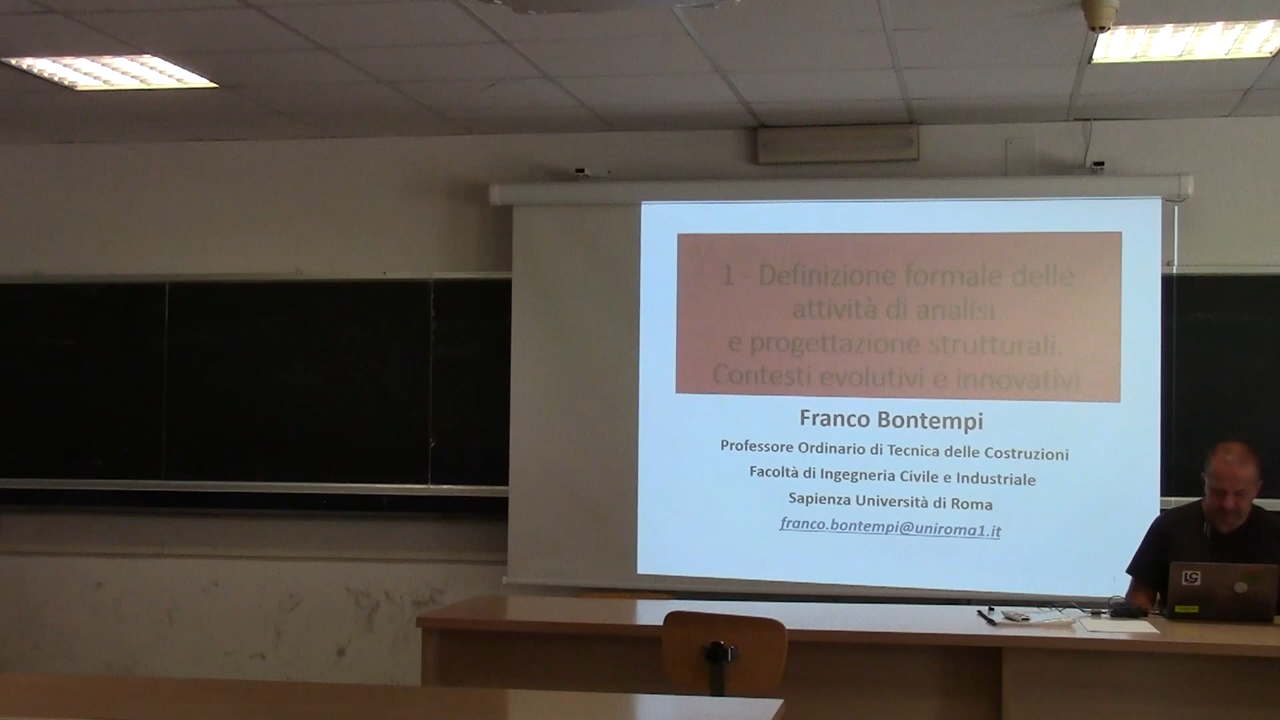 1 - Definizione formale delle
attività di analisi
e progettazione strutturali.
Contesti evolutivi e innovativi
Franco Bontempi
Professore Ordinario di Tecnica delle Costruzioni
Facoltà di Ingegneria Civile e Industriale
Sapienza Università di Roma
franco.bontempi@uniroma1.it